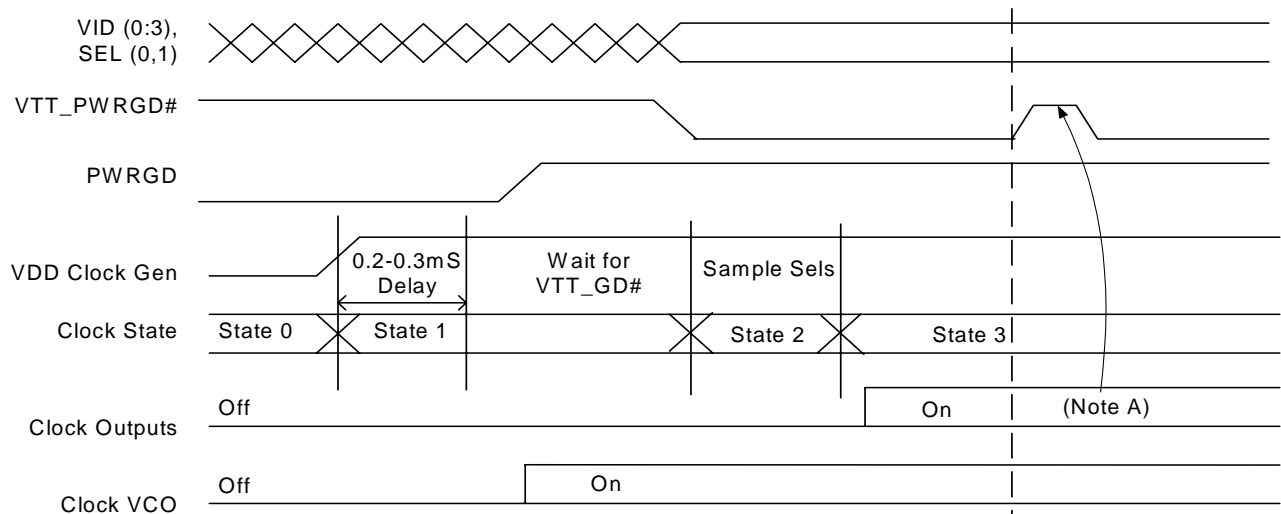 VID (0:3),
SEL (0,1)
VTT_PWRGD#
PWRGD
VDD Clock Gen
0.2-0.3mS
Delay
Wait for
VTT_GD#
Sample Sels
Clock State
State 0
State 1
State 2
State 3
Clock Outputs
Off
On
(Note A)
Clock VCO
Off
On